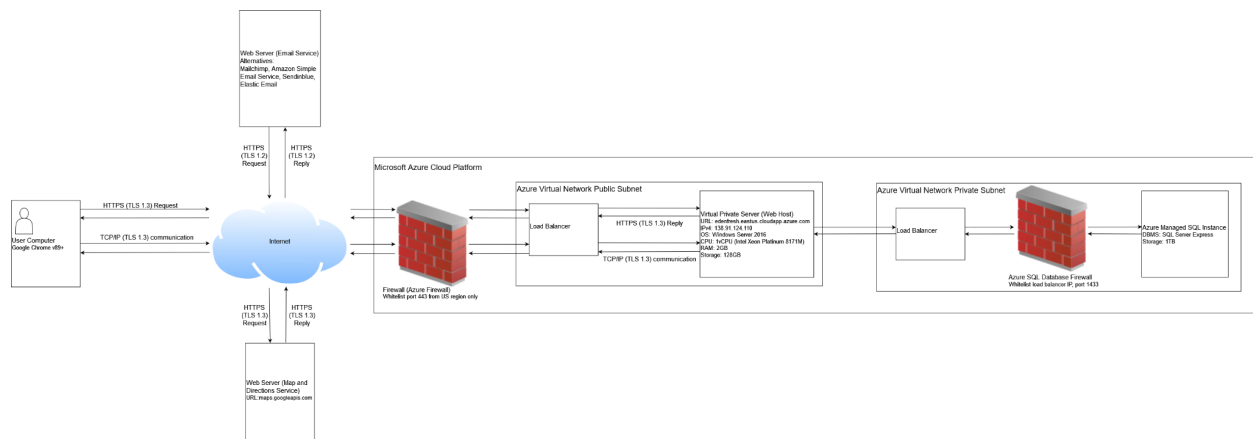 Web Server (Email Service)
Alternatives:
Mailchimp, Amazon Simple
Email Service, Sendinblue,
Elastic Email
HTTPS
(TLS 1.2)
Request
HTTPS
(TLS 1.2)
Reply
Microsoft Azure Cloud Platform
Azure Virtual Network Public Subnet
Azure Virtual Network Private Subnet
HTTPS (TLS 1.3) Request
User Computer
Google Chrome v89+
TCP/IP (TLS 1.3) communication
Internet
Load Balancer
HTTPS (TLS 1.3) Reply
TCP/IP (TLS 1.3) communication
Virtual Private Server (Web Host)
URL: edenfresh.eastus.cloudapp.azure.com
IPv4: 138.91.124.110
OS: Windows Server 2016
CPU: 1vCPU (Intel Xeon Platinum 8171M)
RAM: 2GB
Storage: 128GB
Load Balancer
Azure Managed SQL Instance
DBMS: SQL Server Express
Storage: 1TB
Firewall (Azure Firewall)
Whitelist port 443 from US region only
Azure SQL Database Firewall
Whitelist load balancer IP, port 1433
HTTPS
(TLS 1.3)
Request
HTTPS
(TLS 1.3)
Reply
Web Server (Map and
Directions Service)
URL:maps.googleapis.com